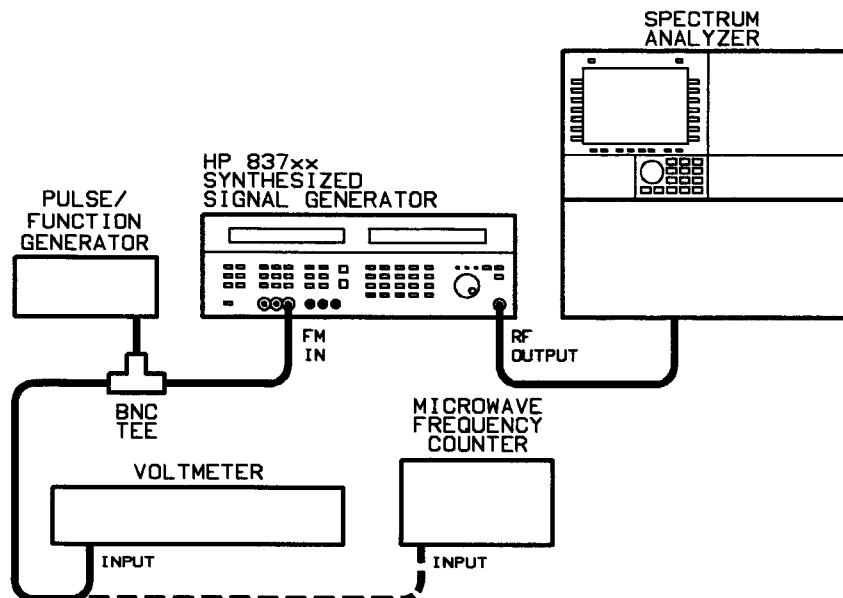 SPECTRUM
ANALYZER
HP 837xx
SYNTHESIZED
SIGNAL GENERATOR
PULSE/
FUNCTION
GENERATOR
FM
IN
RF
OUTPUT
BNC
TEE
MICROWAVE
FREQUENCY
COUNTER
VOLTMETER
INPUT
INPUT